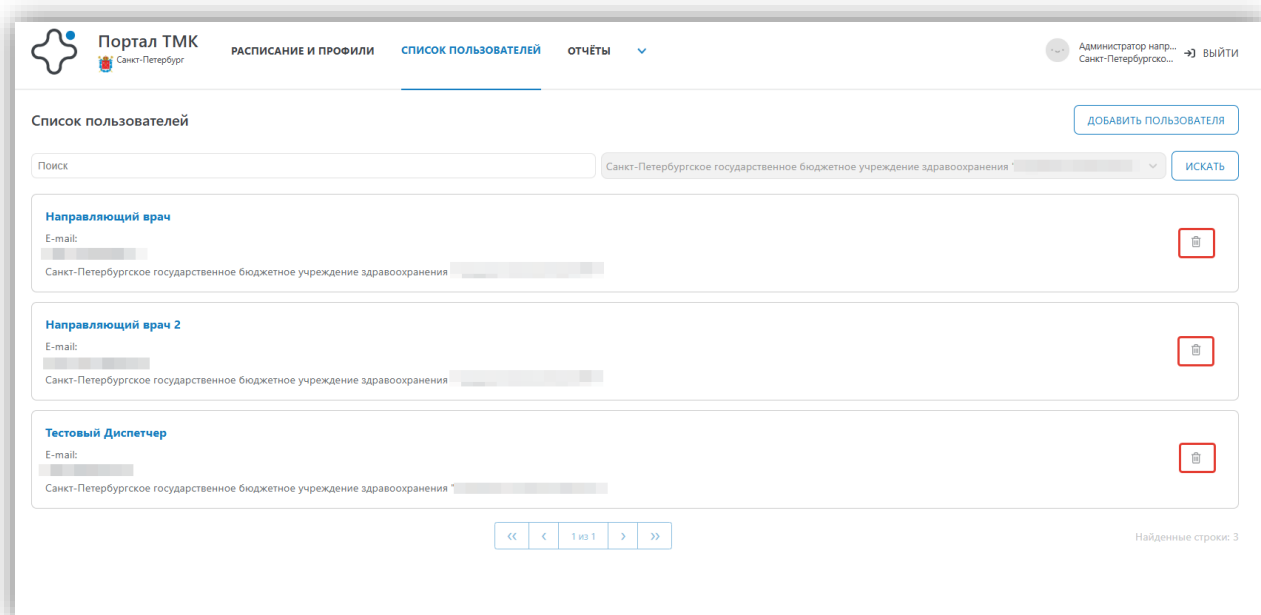 Портал ТМК
Санкт-Петербург
РАСПИСАНИЕ И ПРОФИЛИ
СПИСОК ПОЛЬЗОВАТЕЛЕЙ
ОТЧЁТЫ
Администратор напр...
Санкт-Петербургско...
ВЫЙТИ
Список пользователей
ДОБАВИТЬ ПОЛЬЗОВАТЕЛЯ
Поиск
Санкт-Петербургское государственное бюджетное учреждение здравоохранения "
ИСКАТЬ
Направляющий врач
E-mail:
Санкт-Петербургское государственное бюджетное учреждение здравоохранения
Направляющий врач 2
E-mail:
Санкт-Петербургское государственное бюджетное учреждение здравоохранения
Тестовый Диспетчер
E-mail:
Санкт-Петербургское государственное бюджетное учреждение здравоохранения "
1 из 1
Найденные строки: 3